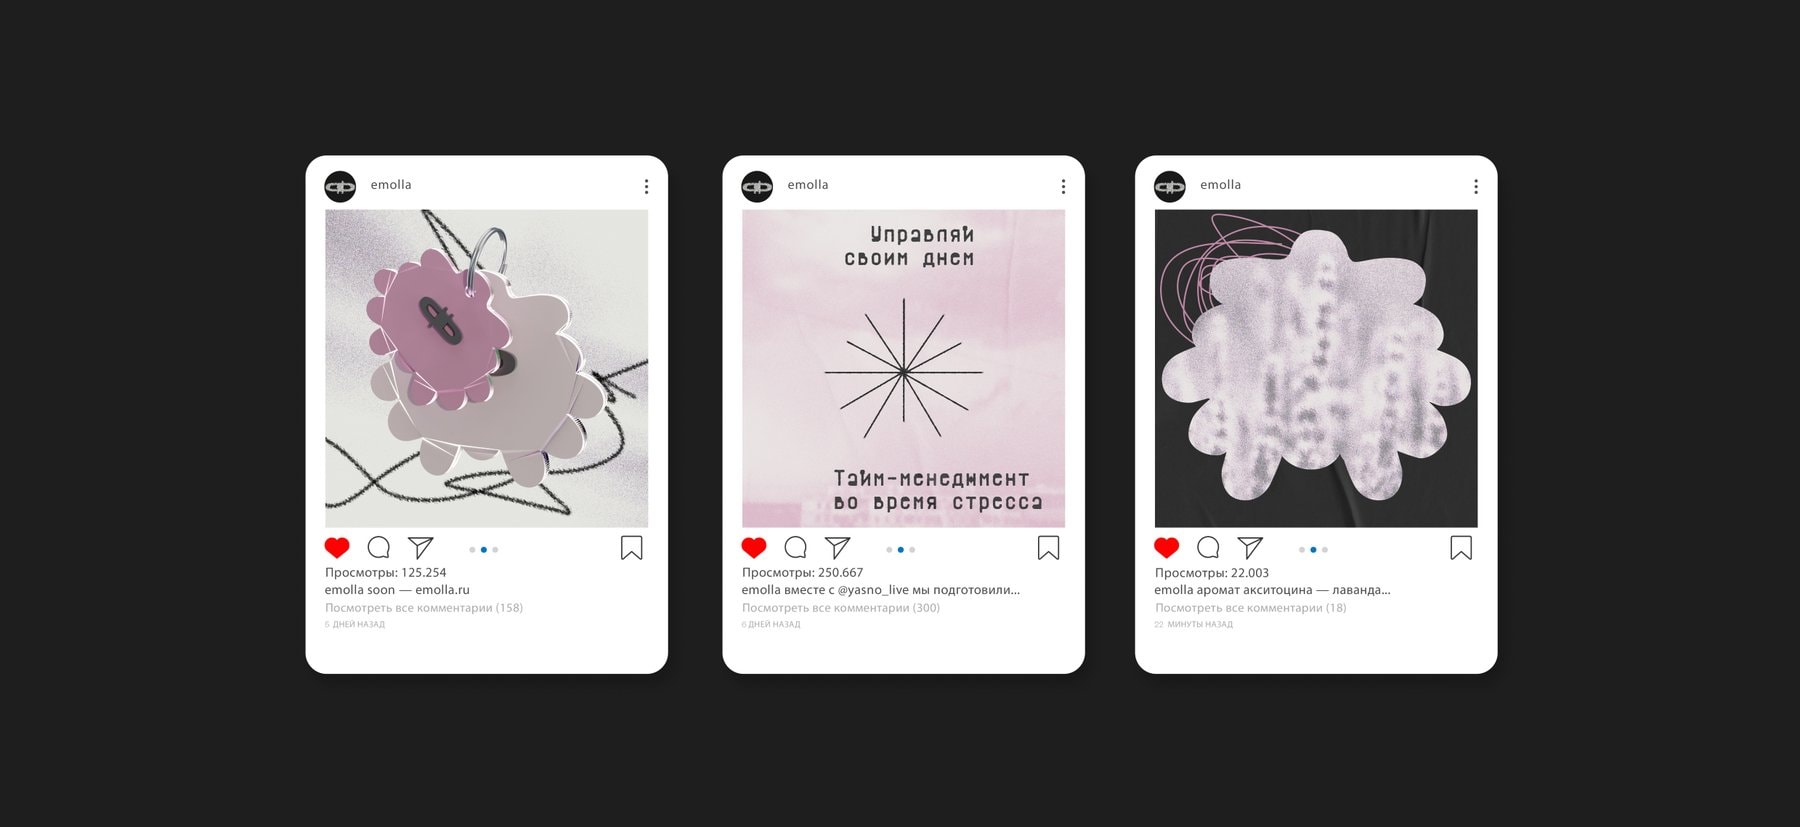 emolla
Просмотры: 125.254
emolla soon — emolla.ru
Посмотреть все комментарии (158)
5 ДНЕЙ НАЗАД
emolla
Управляй
своим днем
Тайм-менеджмент
во время стресса
Просмотры: 250.667
emolla вместе с @yasno_live мы подготовили...
Посмотреть все комментарии (300)
6 ДНЕЙ НАЗАД
emolla
Просмотры: 22.003
emolla аромат акситоцина — лаванда...
Посмотреть все комментарии (18)
22 МИНУТЫ НАЗАД